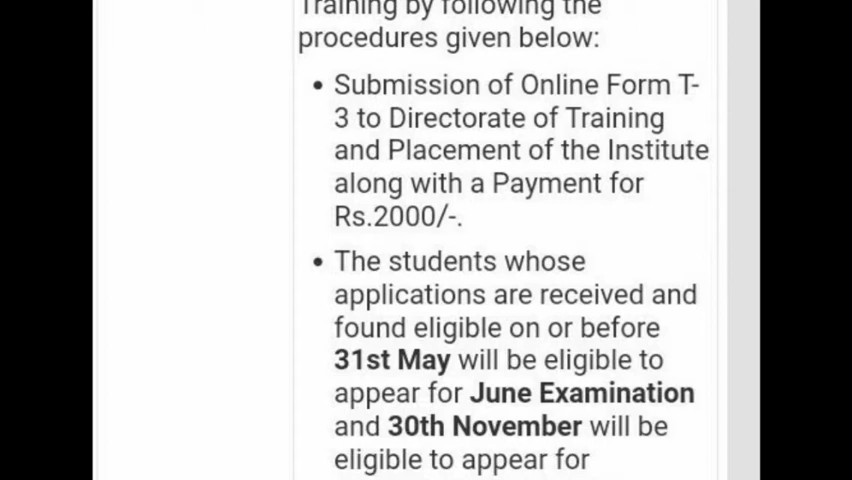 Training by following the
procedures given below:
• Submission of Online Form T-
3 to Directorate of Training
and Placement of the Institute
along with a Payment for
Rs.2000/-.
• The students whose
applications are received and
found eligible on or before
31st May will be eligible to
appear for June Examination
and 30th November will be
eligible to appear for